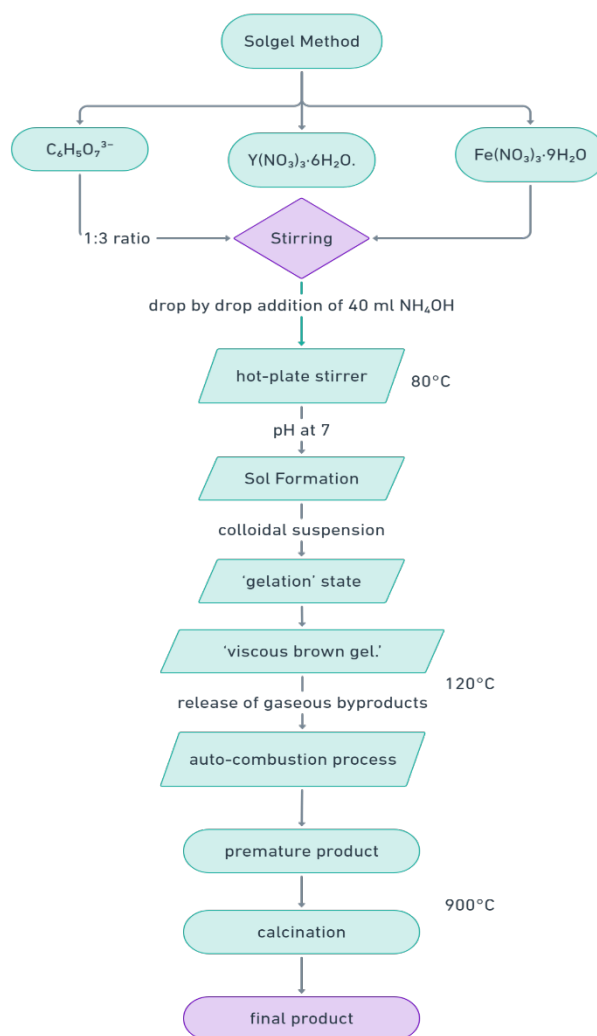 Solgel Method
C₆H₅O₇³⁻
Y(NO₃)₃·6H₂O.
Fe(NO₃)₃·9H₂O
1:3 ratio
Stirring
drop by drop addition of 40 ml NH₄OH
hot-plate stirrer
80°C
pH at 7
Sol Formation
colloidal suspension
‘gelation’ state
‘viscous brown gel.’
120°C
release of gaseous byproducts
auto-combustion process
premature product
900°C
calcination
final product